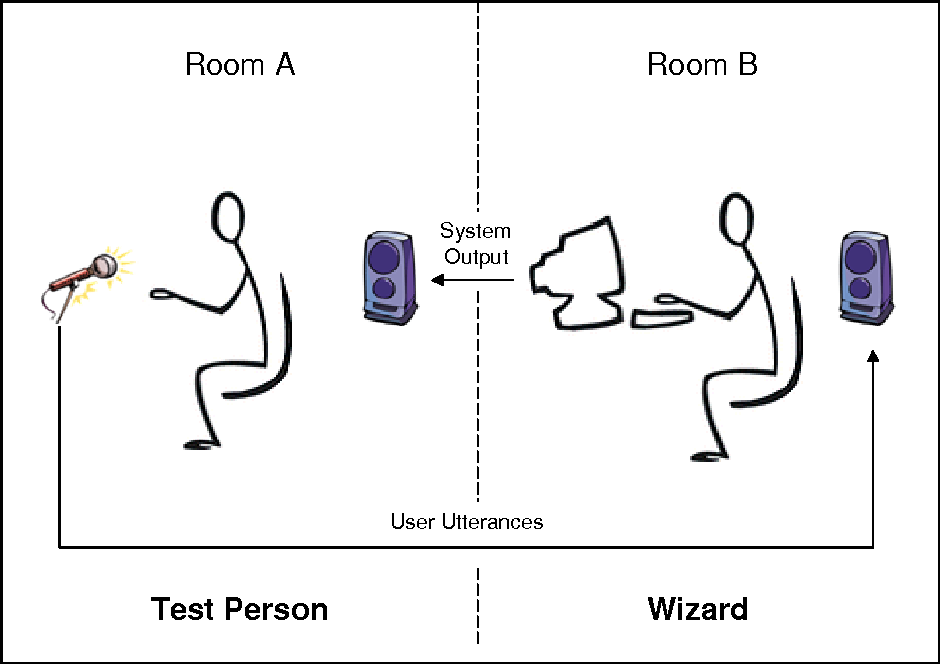 Room A
Room B
System
Output
User Utterances
Test Person
Wizard